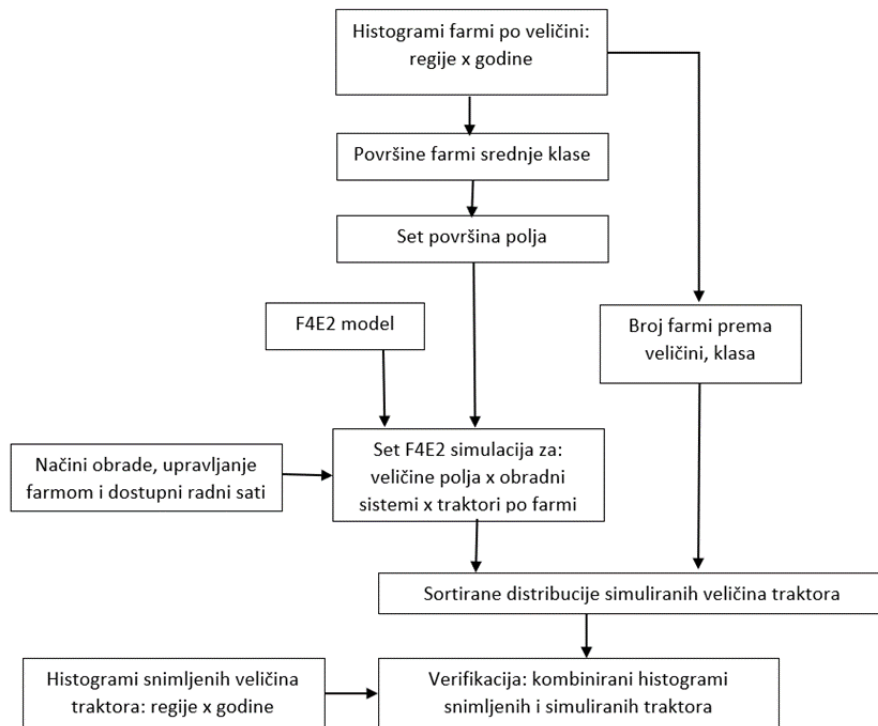 Histogrami farmi po veličini:
regije x godine
Površine farmi srednje klase
Set površina polja
F4E2 model
Broj farmi prema
veličini, klasa
Načini obrade, upravljanje
farmom i dostupni radni sati
Set F4E2 simulacija za:
veličine polja x obradni
sistemi x traktori po farmi
Sortirane distribucije simuliranih veličina traktora
Histogrami snimljenih veličina
traktora: regije x godine
Verifikacija: kombinirani histogrami
snimljenih i simuliranih traktora